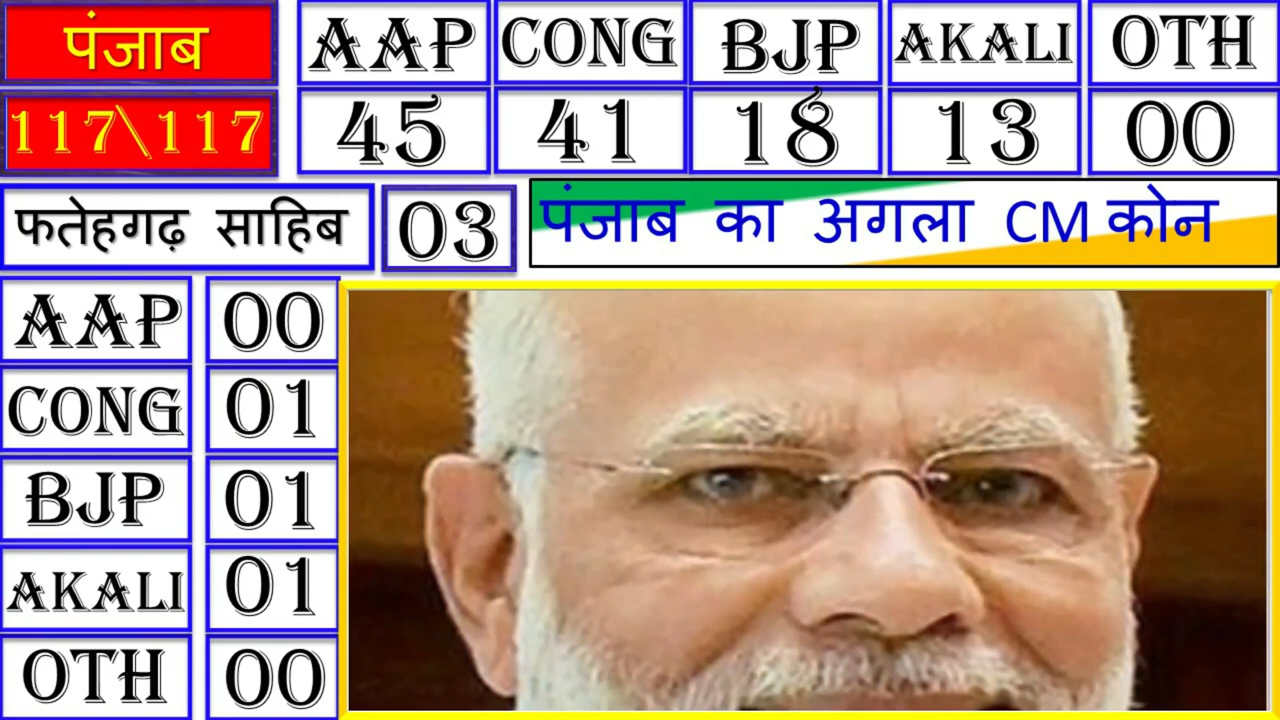 पंजाब AAP CONG BJP AKALI OTH
117\117 45 41 18 13 00
फतेहगढ़ साहिब 03 पंजाब का अगला CM कोन
AAP 00
CONG 01
BJP 01
AKALI 01
OTH 00